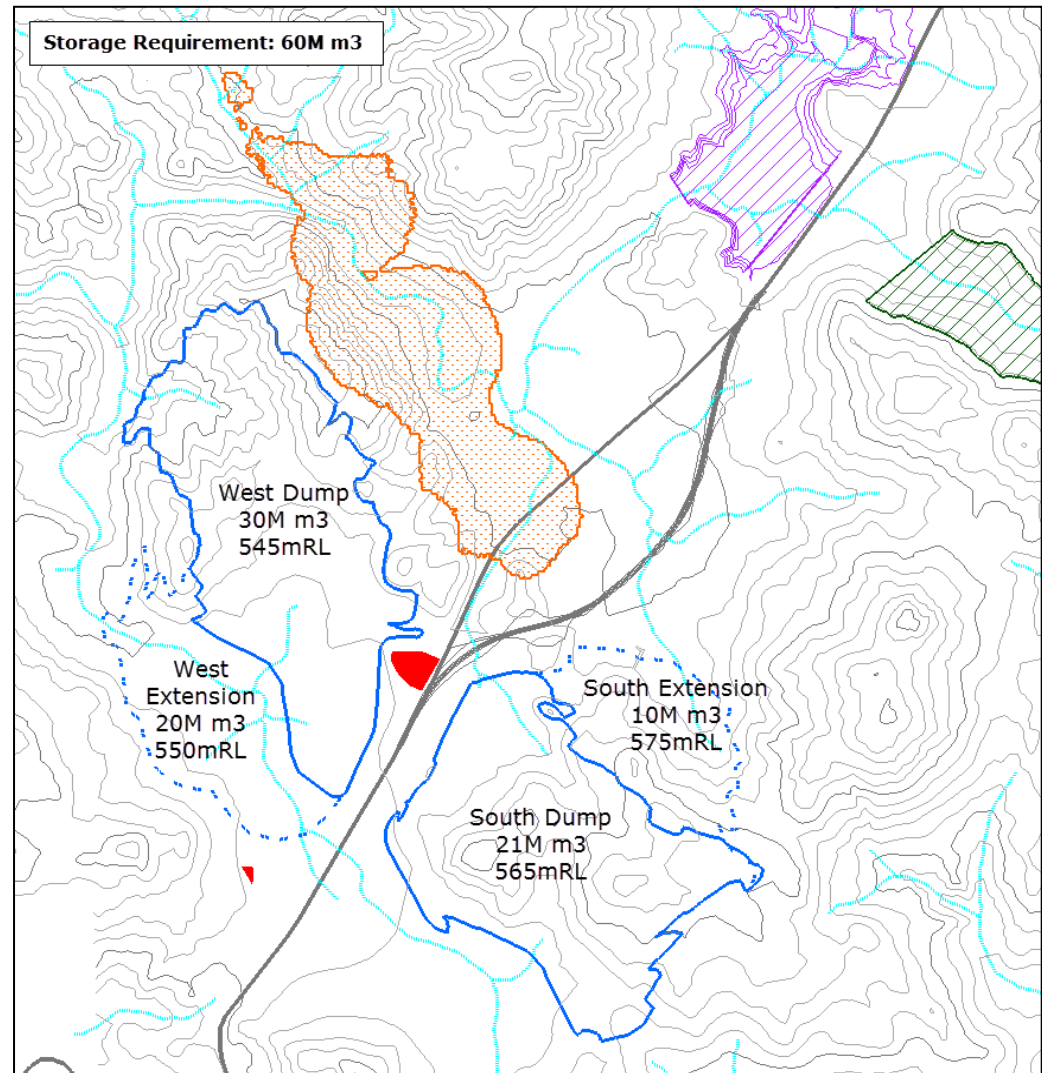 Storage Requirement: 60M m3
West Dump
30M m3
545mRL
West
Extension
20M m3
550mRL
South Extension
10M m3
575mRL
South Dump
21M m3
565mRL